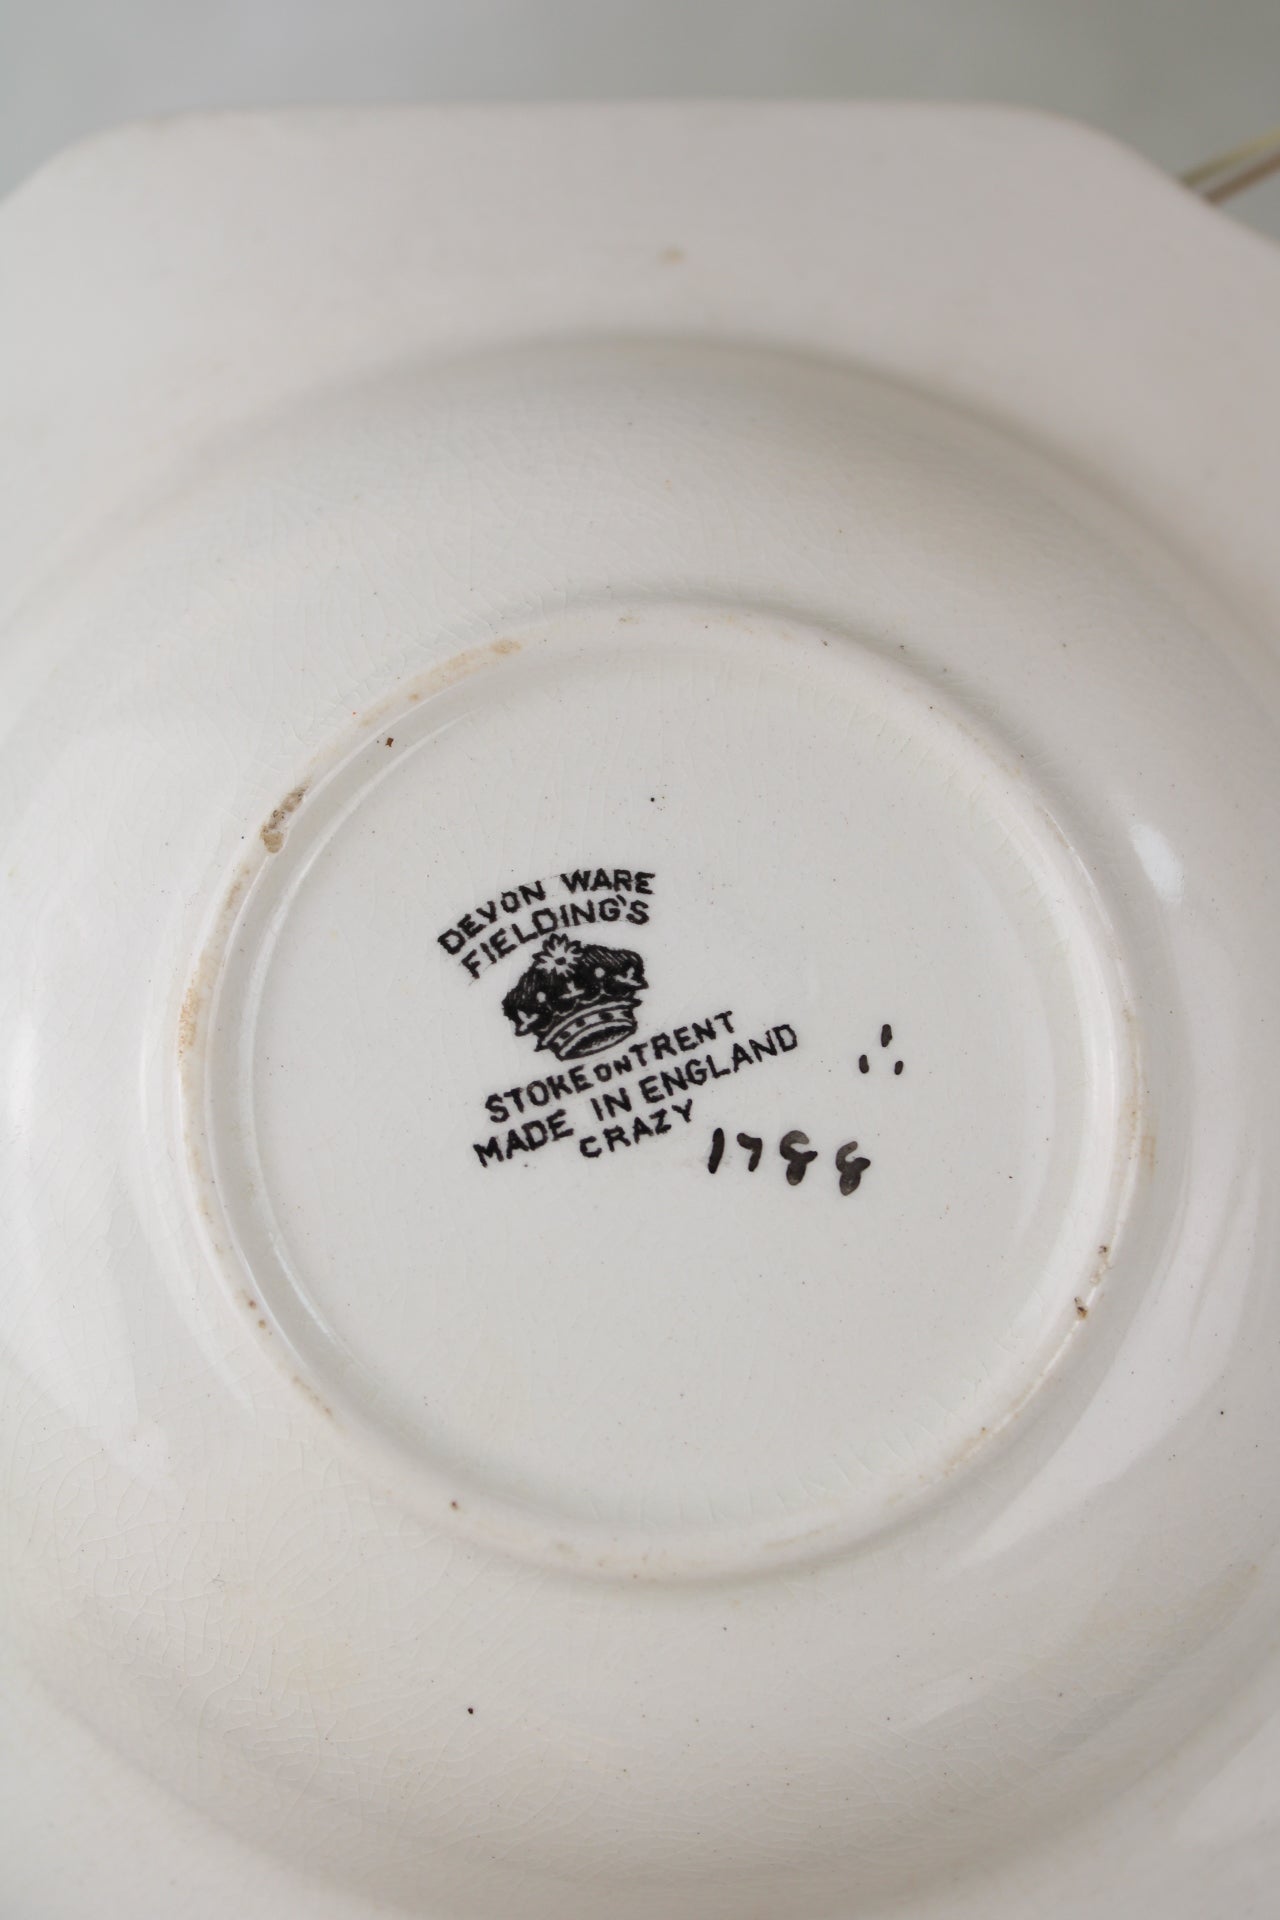 DEVON WARE
FIELDING'S
STOKE ON TRENT
MADE IN ENGLAND
CRAZY
1788